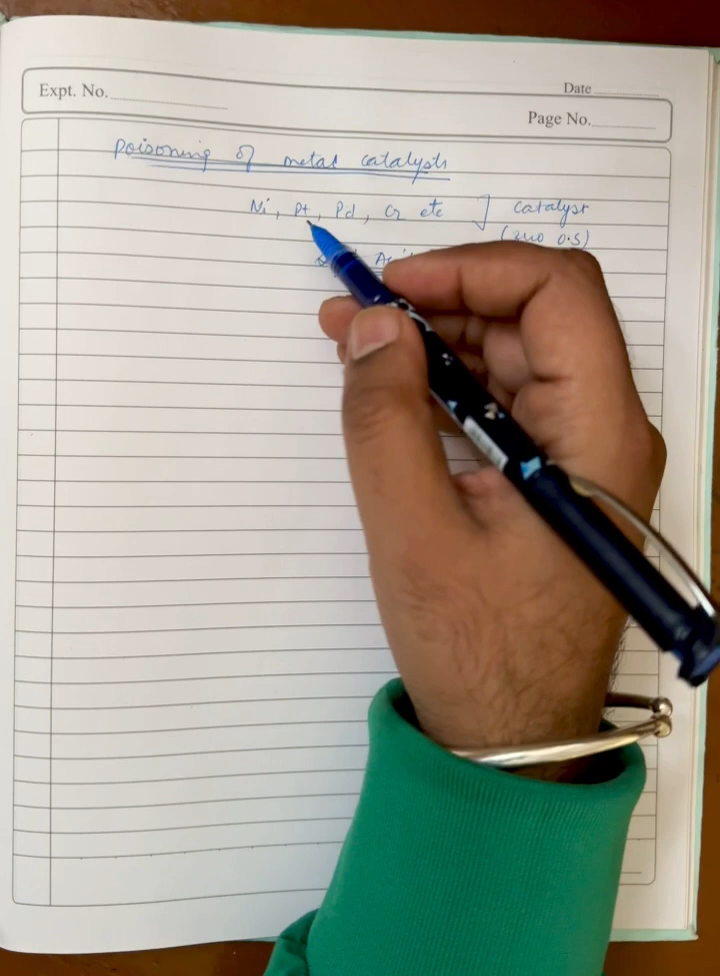 Expt. No.
Date
Page No.
Poisoning of metal catalysts
Ni, Pt, Pd, Cr etc ] Catalyst
(zero O.S)